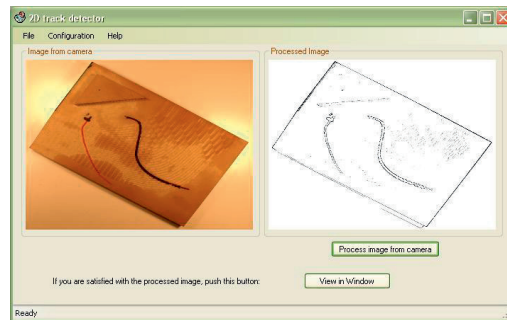 2D track detector
File Configuration Help
Image from camera
Processed Image
Process image from camera
If you are satisfied with the processed image, push this button:
View in Window
Ready